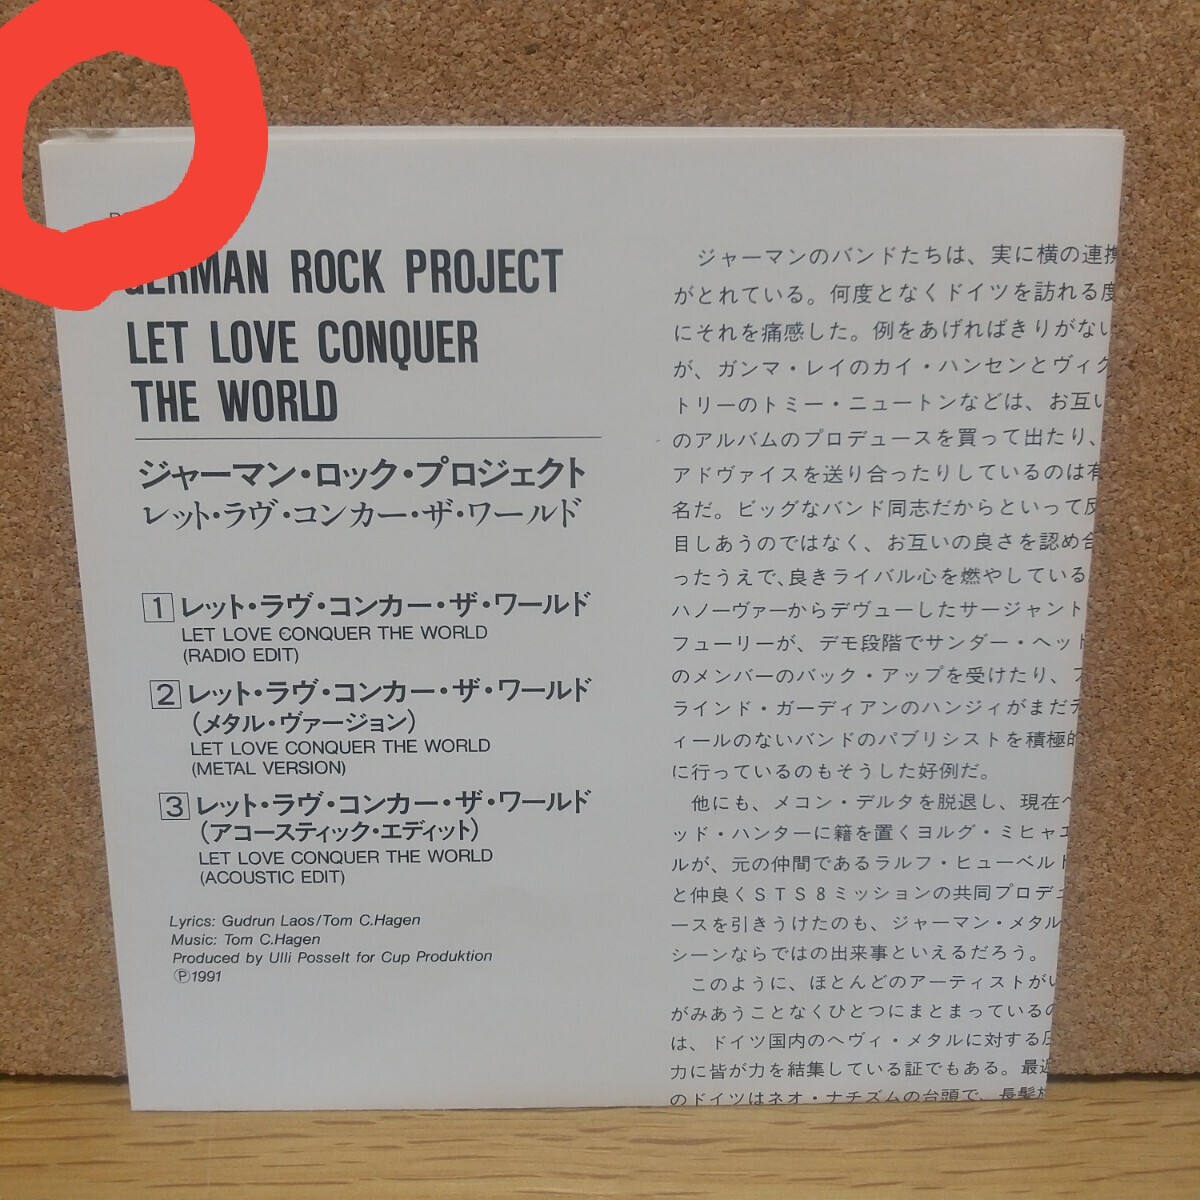 GERMAN ROCK PROJECT
LET LOVE CONQUER
THE WORLD
ジャーマン・ロック・プロジェクト
レット・ラヴ・コンカー・ザ・ワールド
1 レット・ラヴ・コンカー・ザ・ワールド
LET LOVE CONQUER THE WORLD
(RADIO EDIT)
2 レット・ラヴ・コンカー・ザ・ワールド
(メタル・ヴァージョン)
LET LOVE CONQUER THE WORLD
(METAL VERSION)
3 レット・ラヴ・コンカー・ザ・ワールド
(アコースティック・エディット)
LET LOVE CONQUER THE WORLD
(ACOUSTIC EDIT)
Lyrics: Gudrun Laos/Tom C.Hagen
Music: Tom C.Hagen
Produced by Ulli Posselt for Cup Produktion
Ⓟ1991
ジャーマンのバンドたちは、実に横の連携
がとれている。何度となくドイツを訪れる度
にそれを痛感した。例をあげればきりがない
が、ガンマ・レイのカイ・ハンセンとヴィク
トリーのトミー・ニュートンなどは、お互い
のアルバムのプロデュースを買って出たり、
アドヴァイスを送り合ったりしているのは有
名だ。ビッグなバンド同志だからといって反
目しあうのではなく、お互いの良さを認め合
ったうえで、良きライバル心を燃やしている
ハノーヴァーからデヴューしたサージャント
フューリーが、デモ段階でサンダー・ヘッド
のメンバーのバック・アップを受けたり、ブ
ラインド・ガーディアンのハンジィがまだデ
ィールのないバンドのパブリシストを積極的
に行っているのもそうした好例だ。
他にも、メコン・デルタを脱退し、現在ヘ
ッド・ハンターに籍を置くヨルグ・ミヒャエ
ルが、元の仲間であるラルフ・ヒューベルト
と仲良くＳＴＳ８ミッションの共同プロデュ
ースを引きうけたのも、ジャーマン・メタル
シーンならではの出来事といえるだろう。
このように、ほとんどのアーティストがい
がみあうことなくひとつにまとまっているの
は、ドイツ国内のヘヴィ・メタルに対する圧
力に皆が力を結集している証でもある。最近
のドイツはネオ・ナチズムの台頭で、長髪族